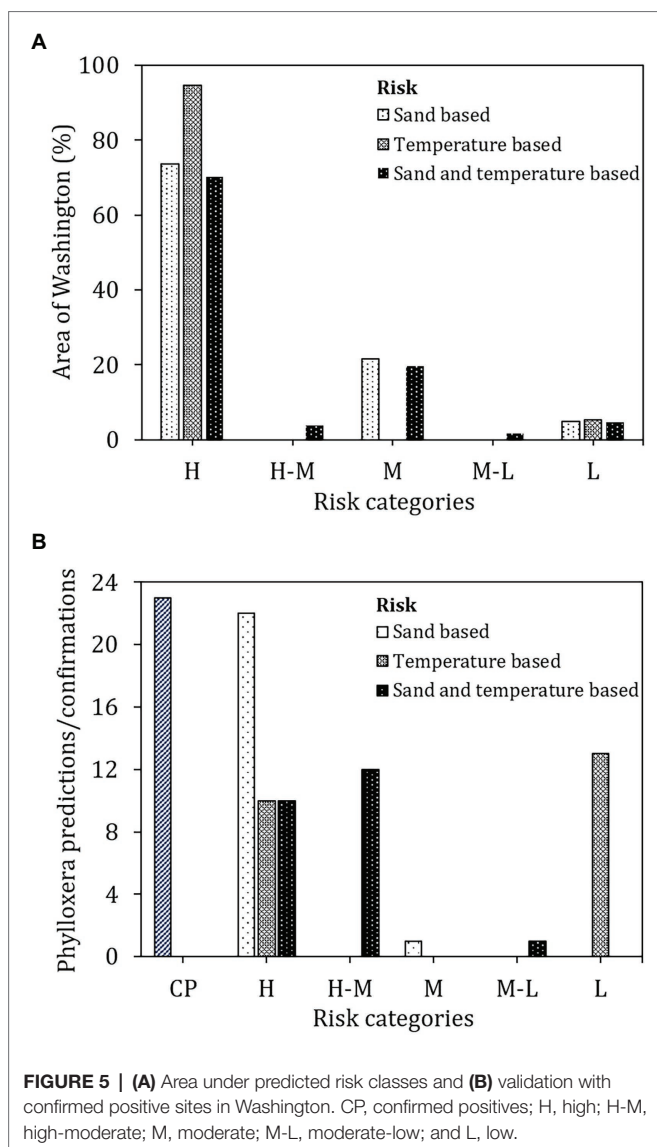 A
100
80
60
40
20
0
Area of Washington (%)
Risk
Sand based
Temperature based
Sand and temperature based
H H-M M M-L L
Risk categories
B
24
20
16
12
8
4
0
Phylloxera predictions/confirmations
Risk
Sand based
Temperature based
Sand and temperature based
CP H H-M M M-L L
Risk categories
FIGURE 5 | (A) Area under predicted risk classes and (B) validation with
confirmed positive sites in Washington. CP, confirmed positives; H, high; H-M,
high-moderate; M, moderate; M-L, moderate-low; and L, low.